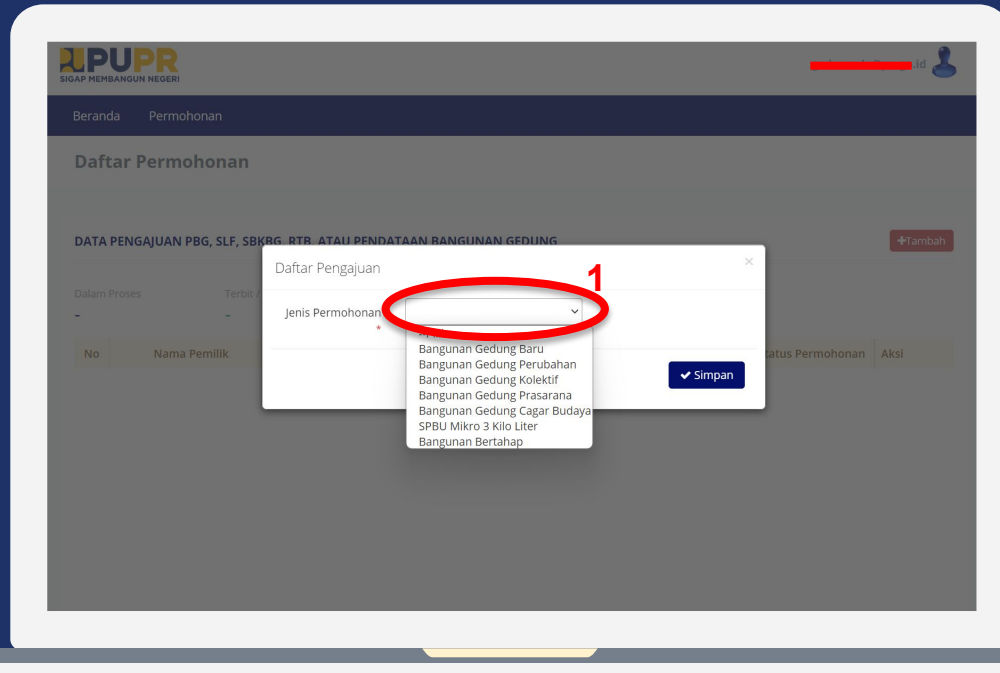 PUPR
SIGAP MEMBANGUN NEGERI
.id
Beranda Permohonan
Daftar Permohonan
DATA PENGAJUAN PBG, SLF, SBKBG, RTB, ATAU PENDATAAN BANGUNAN GEDUNG
+Tambah
Daftar Pengajuan
×
1
Dalam Proses
Terbit /
-
-
Jenis Permohonan
*
Bangunan Gedung Baru
Bangunan Gedung Perubahan
Bangunan Gedung Kolektif
Bangunan Gedung Prasarana
Bangunan Gedung Cagar Budaya
SPBU Mikro 3 Kilo Liter
Bangunan Bertahap
Simpan
No Nama Pemilik Permohonan Aksi